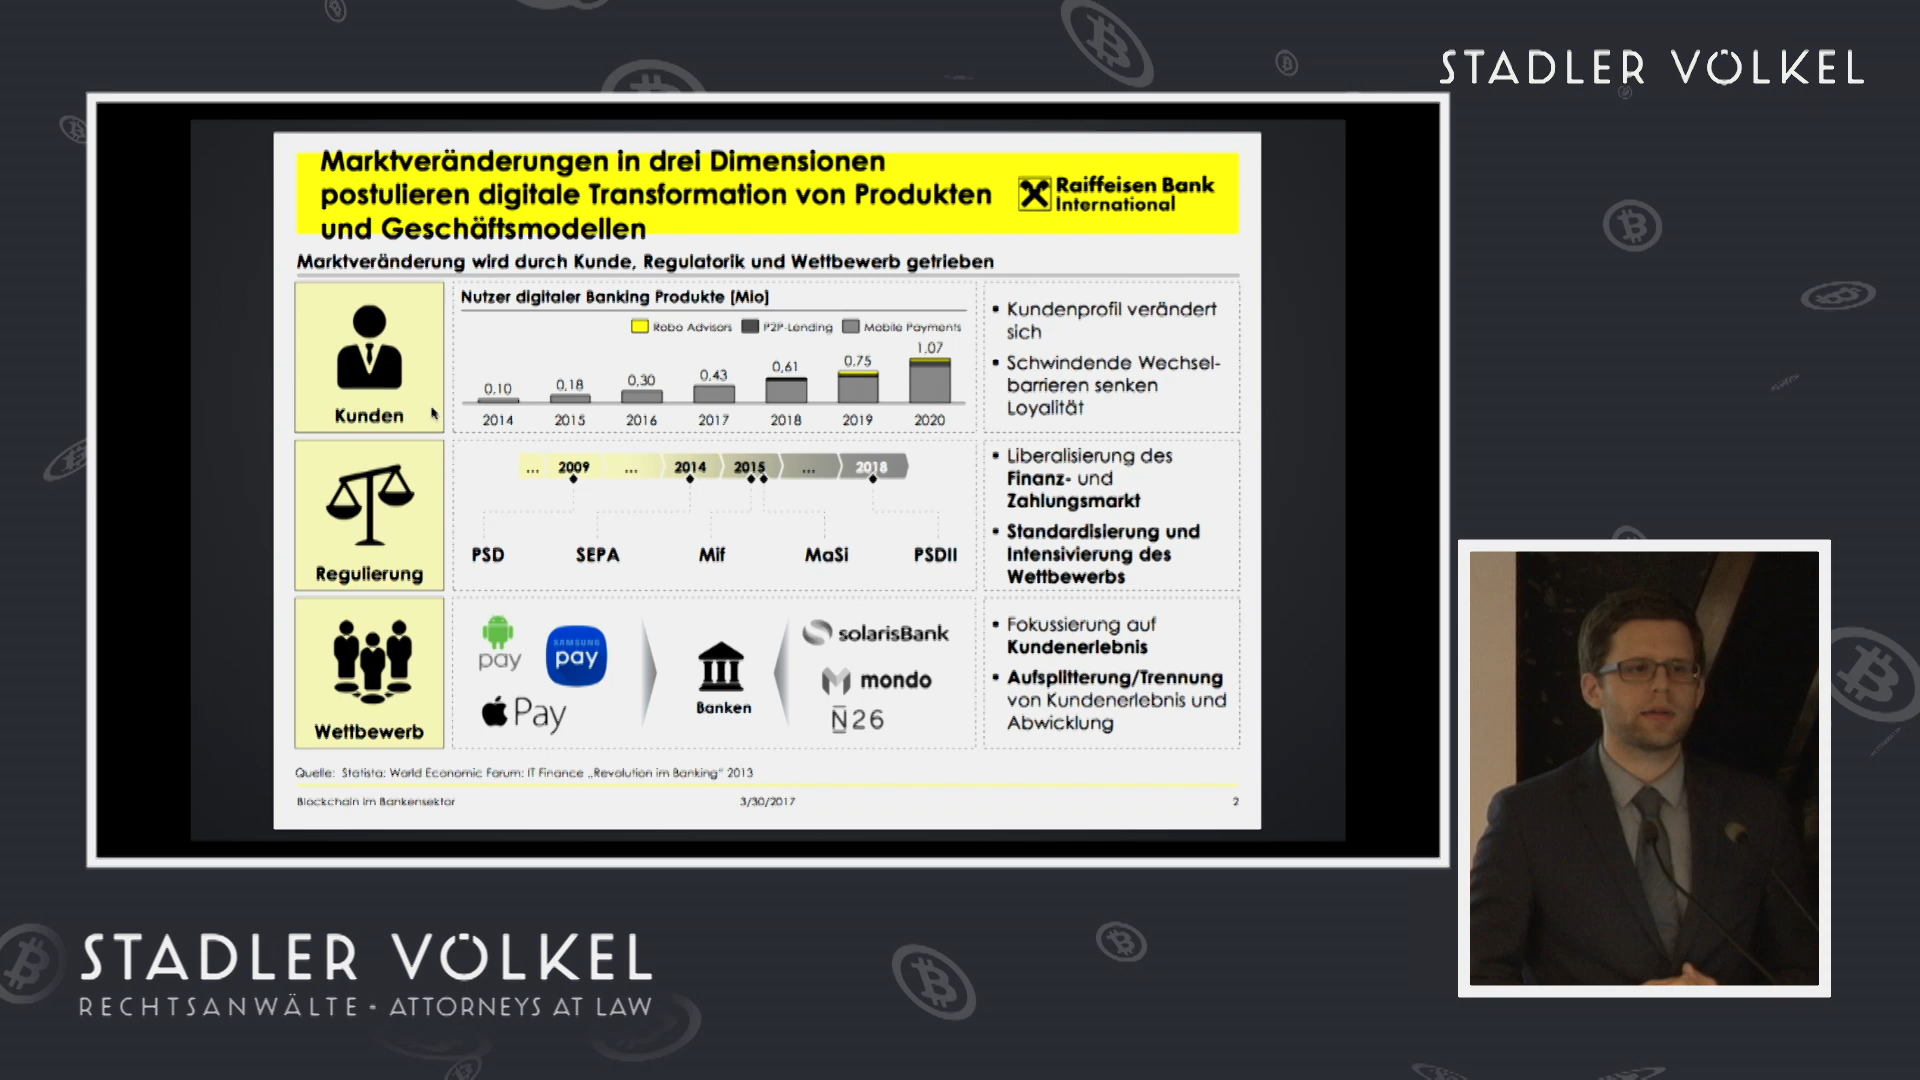 STADLER VÖLKEL
Marktveränderungen in drei Dimensionen
postulieren digitale Transformation von Produkten
und Geschäftsmodellen
Raiffeisen Bank
International
Marktveränderung wird durch Kunde, Regulatorik und Wettbewerb getrieben
Kunden
Nutzer digitaler Banking Produkte [Mio]
Robo Advisors P2P-Lending Mobile Payments
0,10 0,18 0,30 0,43 0,61 0,75 1,07
2014 2015 2016 2017 2018 2019 2020
▪ Kundenprofil verändert
sich
▪ Schwindende Wechsel-
barrieren senken
Loyalität
Regulierung
... 2009 ... 2014 2015 ... 2018
PSD SEPA Mif MaSi PSDII
▪ Liberalisierung des
Finanz- und
Zahlungsmarkt
▪ Standardisierung und
Intensivierung des
Wettbewerbs
Wettbewerb
pay
SAMSUNG
pay
Pay
Banken
solarisBank
mondo
N26
▪ Fokussierung auf
Kundenerlebnis
▪ Aufsplitterung/Trennung
von Kundenerlebnis und
Abwicklung
Quelle: Statista; World Economic Forum; IT Finance „Revolution im Banking“ 2013
Blockchain im Bankensektor 3/30/2017 2
STADLER VÖLKEL
RECHTSANWÄLTE - ATTORNEYS AT LAW